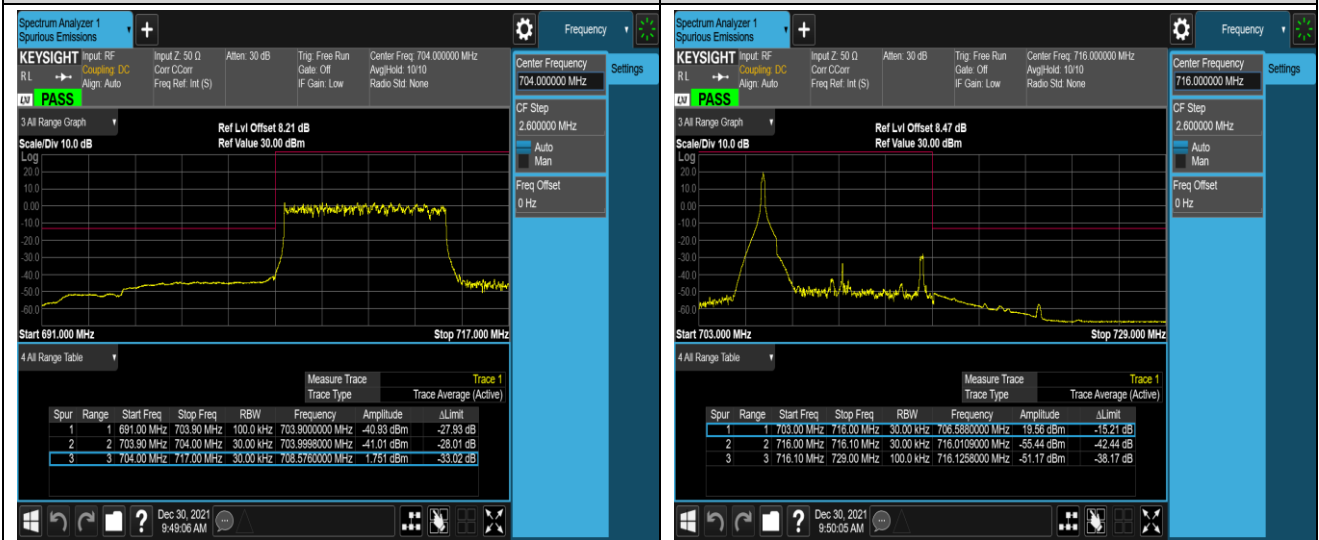 Spectrum Analyzer 1
Spurious Emissions
+
Frequency
KEYSIGHT
Input: RF
Coupling: DC
Align: Auto
Input Z: 50 Ω
Corr CCorr
Freq Ref: Int (S)
Atten: 30 dB
Trig: Free Run
Gate: Off
IF Gain: Low
Center Freq: 704.000000 MHz
Avg|Hold: 10/10
Radio Std: None
R L
LXI
PASS
Center Frequency
704.000000 MHz
Settings
CF Step
2.600000 MHz
Auto
Man
Freq Offset
0 Hz
3 All Range Graph
Scale/Div 10.0 dB
Ref Lvl Offset 8.21 dB
Ref Value 30.00 dBm
Log
20.0
10.0
0.00
-10.0
-20.0
-30.0
-40.0
-50.0
-60.0
Start 691.000 MHz
Stop 717.000 MHz
4 All Range Table
Measure Trace Trace 1
Trace Type Trace Average (Active)
Spur Range Start Freq Stop Freq RBW Frequency Amplitude ΔLimit
1 1 691.00 MHz 703.90 MHz 100.0 kHz 703.9000000 MHz -40.93 dBm -27.93 dB
2 2 703.90 MHz 704.00 MHz 30.00 kHz 703.9998000 MHz -41.01 dBm -28.01 dB
3 3 704.00 MHz 717.00 MHz 30.00 kHz 708.5760000 MHz 1.751 dBm -33.02 dB
?
Dec 30, 2021
9:49:06 AM
Spectrum Analyzer 1
Spurious Emissions
+
Frequency
KEYSIGHT
Input: RF
Coupling: DC
Align: Auto
Input Z: 50 Ω
Corr CCorr
Freq Ref: Int (S)
Atten: 30 dB
Trig: Free Run
Gate: Off
IF Gain: Low
Center Freq: 716.000000 MHz
Avg|Hold: 10/10
Radio Std: None
R L
LXI
PASS
Center Frequency
716.000000 MHz
Settings
CF Step
2.600000 MHz
Auto
Man
Freq Offset
0 Hz
3 All Range Graph
Scale/Div 10.0 dB
Ref Lvl Offset 8.47 dB
Ref Value 30.00 dBm
Log
20.0
10.0
0.00
-10.0
-20.0
-30.0
-40.0
-50.0
-60.0
Start 703.000 MHz
Stop 729.000 MHz
4 All Range Table
Measure Trace Trace 1
Trace Type Trace Average (Active)
Spur Range Start Freq Stop Freq RBW Frequency Amplitude ΔLimit
1 1 703.00 MHz 716.00 MHz 30.00 kHz 706.5880000 MHz 19.56 dBm -15.21 dB
2 2 716.00 MHz 716.10 MHz 30.00 kHz 716.0109000 MHz -55.44 dBm -42.44 dB
3 3 716.10 MHz 729.00 MHz 100.0 kHz 716.1258000 MHz -51.17 dBm -38.17 dB
?
Dec 30, 2021
9:50:05 AM